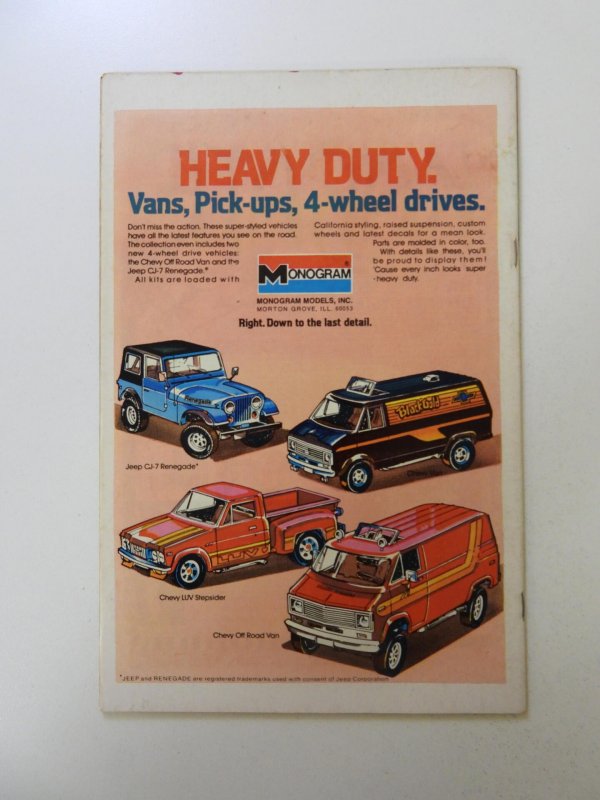 HEAVY DUTY.
Vans, Pick-ups, 4-wheel drives.
Don't miss the action. These super-styled vehicles
have all the latest features you see on the road.
The collection even includes two
new 4-wheel drive vehicles:
the Chevy Off Road Van and the
Jeep CJ-7 Renegade.*
All kits are loaded with
California styling, raised suspension, custom
wheels and latest decals for a mean look.
Parts are molded in color, too.
With details like these, you'll
be proud to display them!
'Cause every inch looks super
-heavy duty.
MONOGRAM®
MONOGRAM MODELS, INC.
MORTON GROVE, ILL. 60053
Right. Down to the last detail.
Renegade
Black Gold
Jeep CJ-7 Renegade*
Chevy
LUV
Chevy LUV Stepsider
Chevy Off Road Van
*JEEP and RENEGADE are registered trademarks used with consent of Jeep Corporation